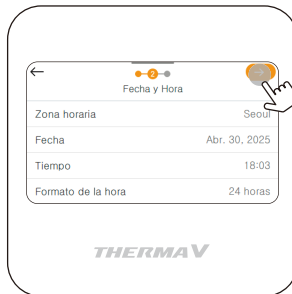 2
Fecha y Hora
Zona horaria Seoul
Fecha Abr. 30, 2025
Tiempo 18:03
Formato de la hora 24 horas
THERMA V